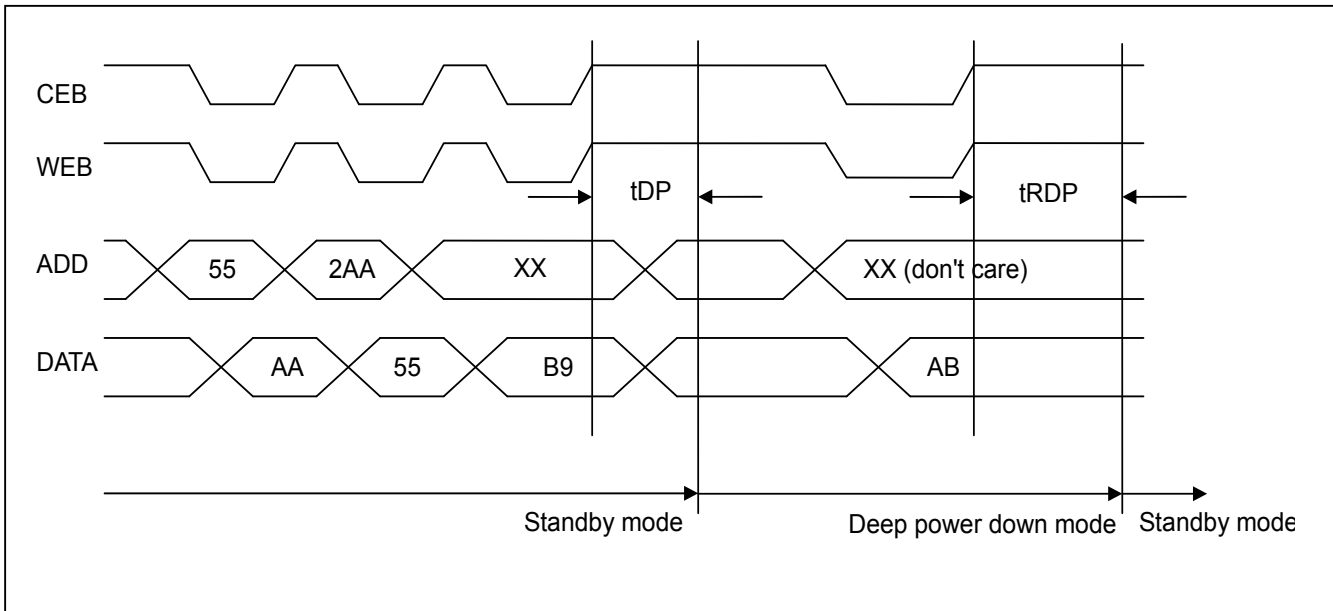 CEB
WEB
tDP
tRDP
ADD
55
2AA
XX
XX (don't care)
DATA
AA
55
B9
AB
Standby mode
Deep power down mode
Standby mode